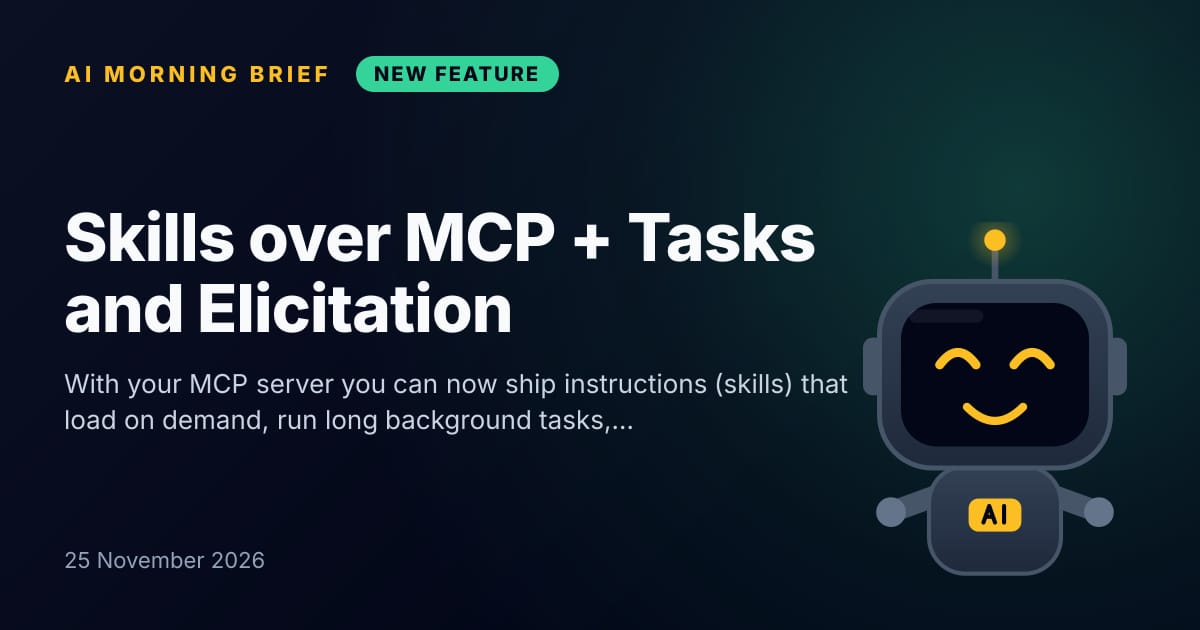 AI MORNING BRIEF NEW FEATURE
Skills over MCP + Tasks
and Elicitation
With your MCP server you can now ship instructions (skills) that
load on demand, run long background tasks,...
AI
25 November 2026